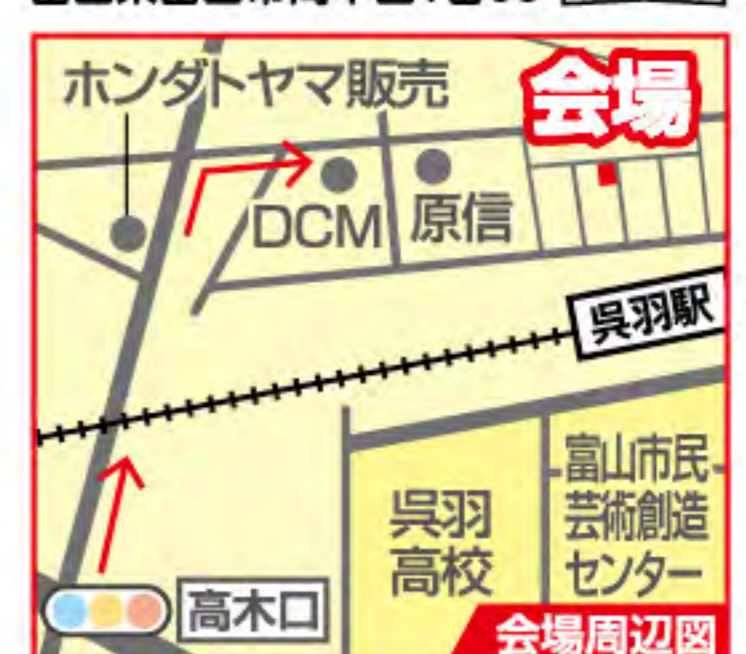 ホンダトヤマ販売
会場
DCM
原信
呉羽駅
呉羽
高校
富山市民
芸術創造
センター
高木口
会場周辺図